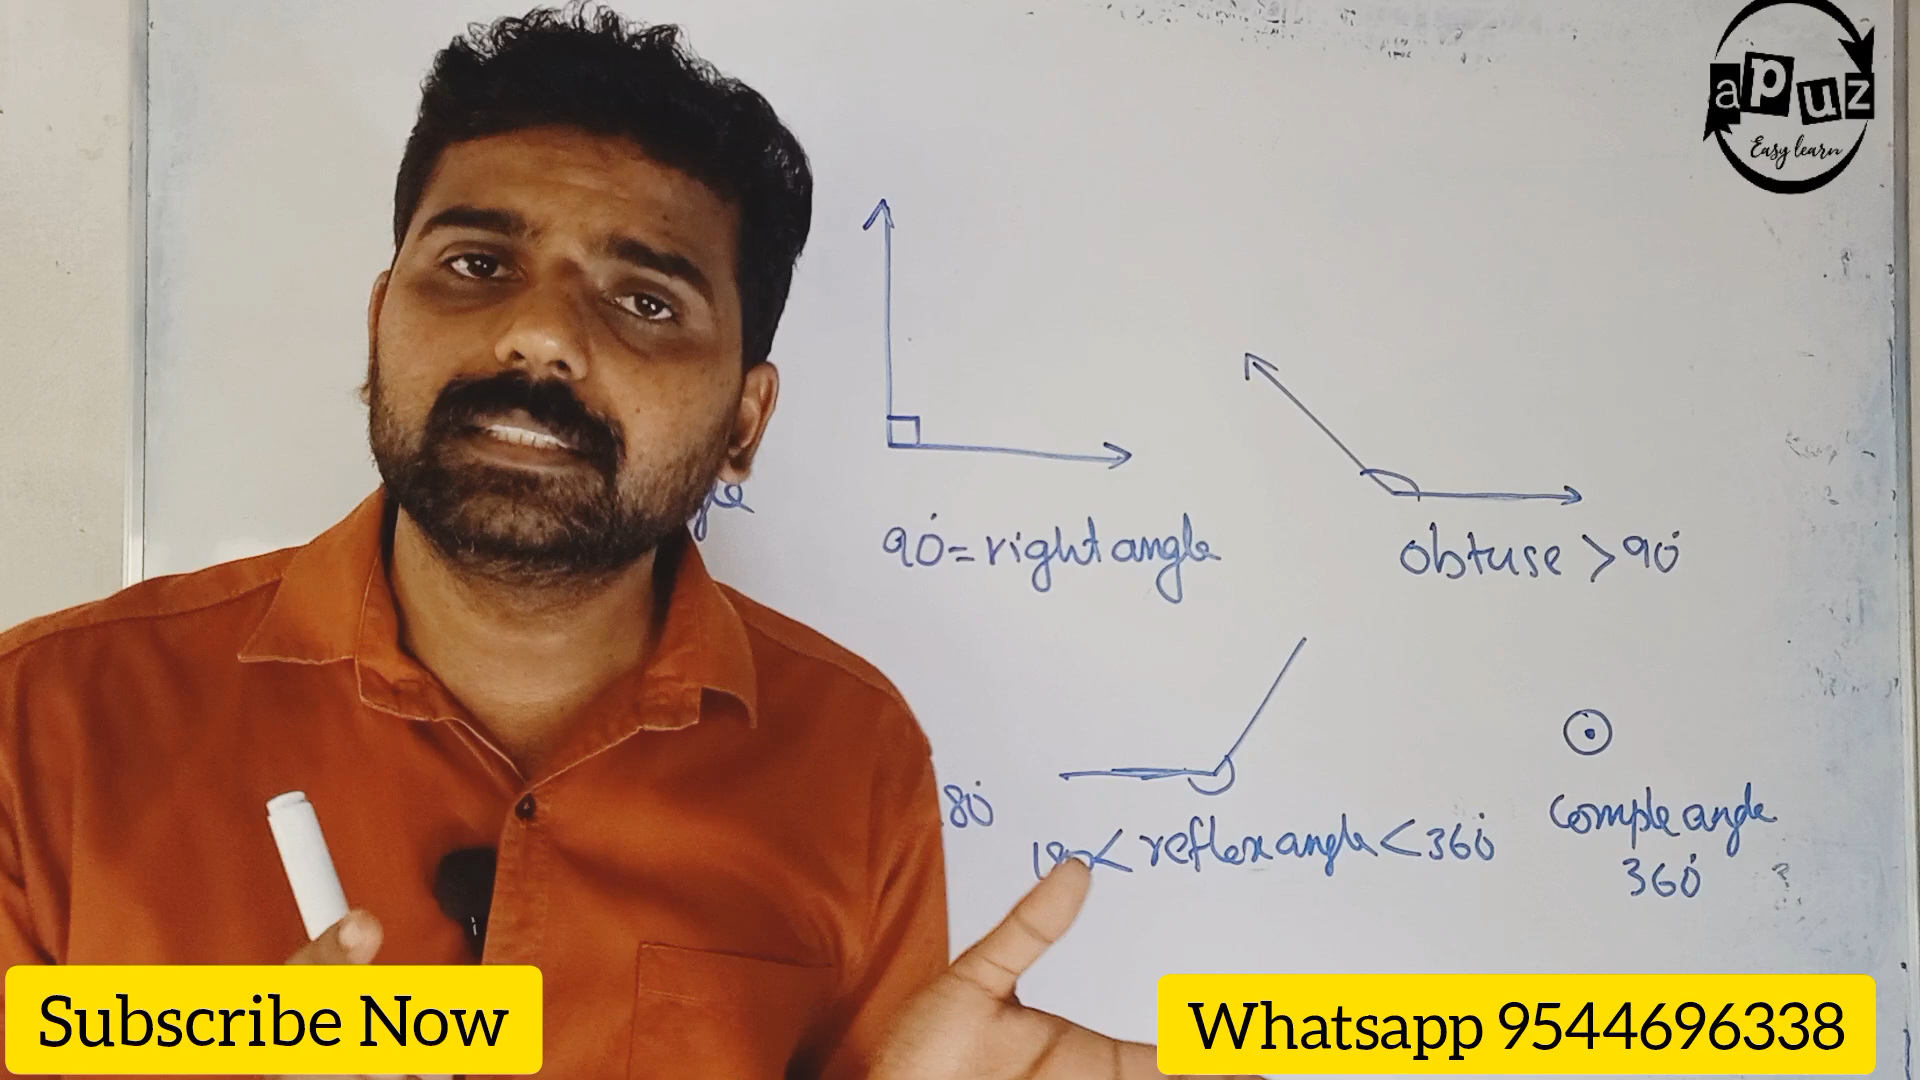 apuz
Easy learn
90° = right angle
obtuse > 90°
80°
180 < reflex angle < 360°
comple angle
360°
Subscribe Now
Whatsapp 9544696338